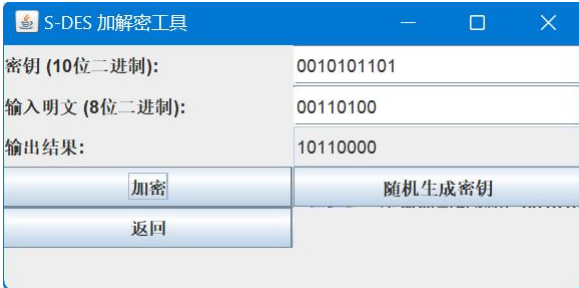 S-DES 加解密工具
密钥 (10位二进制): 0010101101
输入明文 (8位二进制): 00110100
输出结果: 10110000
加密 随机生成密钥
返回